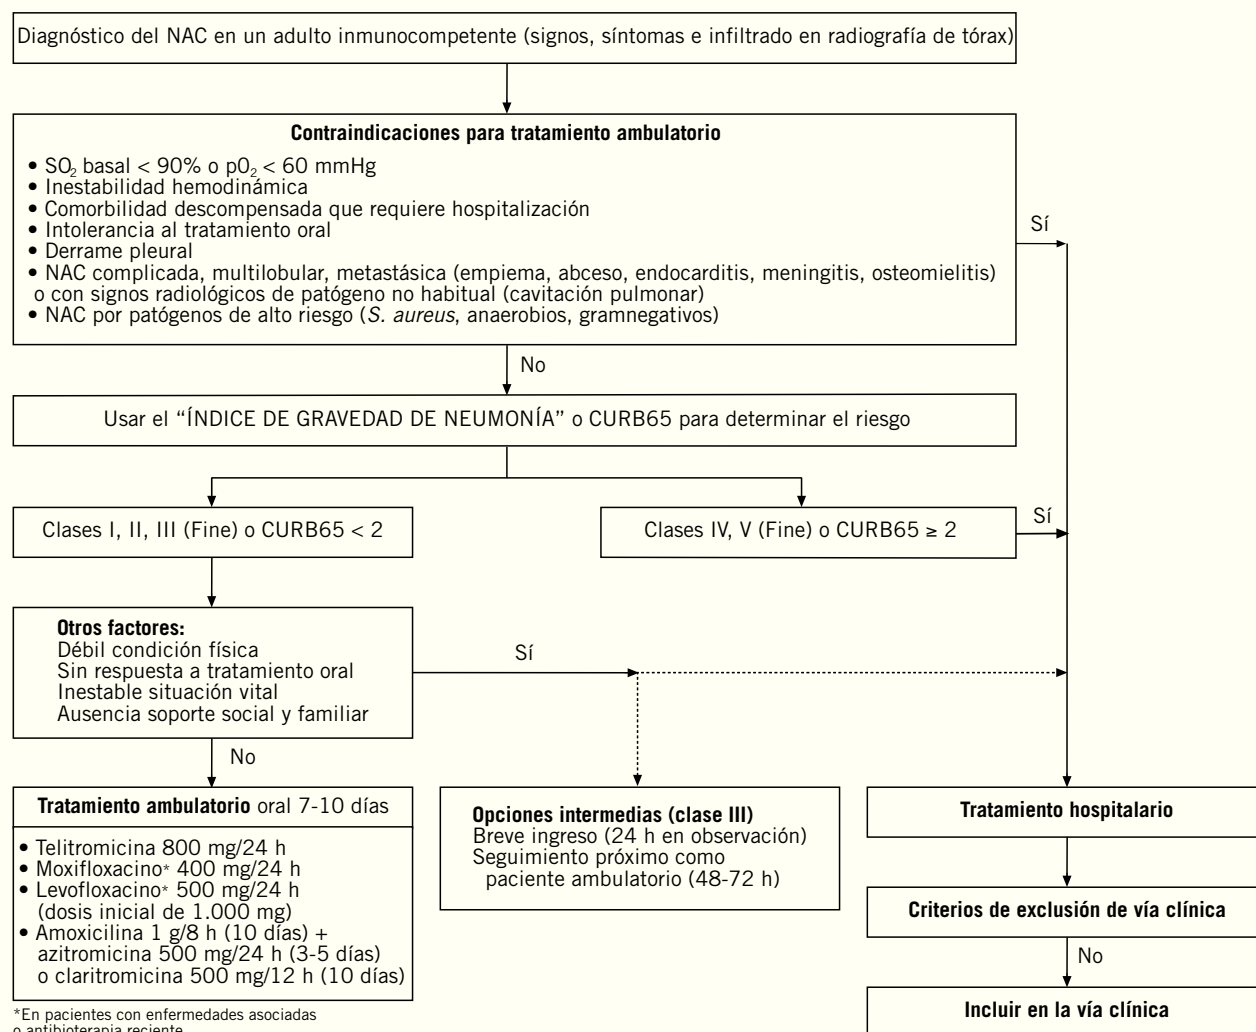 Diagnóstico del NAC en un adulto inmunocompetente (signos, síntomas e infiltrado en radiografía de tórax)
Contraindicaciones para tratamiento ambulatorio
• SO₂ basal < 90% o pO₂ < 60 mmHg
• Inestabilidad hemodinámica
• Comorbilidad descompensada que requiere hospitalización
• Intolerancia al tratamiento oral
• Derrame pleural
• NAC complicada, multilobular, metastásica (empiema, abceso, endocarditis, meningitis, osteomielitis)
o con signos radiológicos de patógeno no habitual (cavitación pulmonar)
• NAC por patógenos de alto riesgo (S. aureus, anaerobios, gramnegativos)
Sí
No
Usar el “ÍNDICE DE GRAVEDAD DE NEUMONÍA” o CURB65 para determinar el riesgo
Clases I, II, III (Fine) o CURB65 < 2
Clases IV, V (Fine) o CURB65 ≥ 2
Sí
Otros factores:
Débil condición física
Sin respuesta a tratamiento oral
Inestable situación vital
Ausencia soporte social y familiar
Sí
No
Tratamiento ambulatorio oral 7-10 días
• Telitromicina 800 mg/24 h
• Moxifloxacino* 400 mg/24 h
• Levofloxacino* 500 mg/24 h
(dosis inicial de 1.000 mg)
• Amoxicilina 1 g/8 h (10 días) +
azitromicina 500 mg/24 h (3-5 días)
o claritromicina 500 mg/12 h (10 días)
Opciones intermedias (clase III)
Breve ingreso (24 h en observación)
Seguimiento próximo como
paciente ambulatorio (48-72 h)
Tratamiento hospitalario
Criterios de exclusión de vía clínica
No
Incluir en la vía clínica
*En pacientes con enfermedades asociadas
o antibioterapia reciente